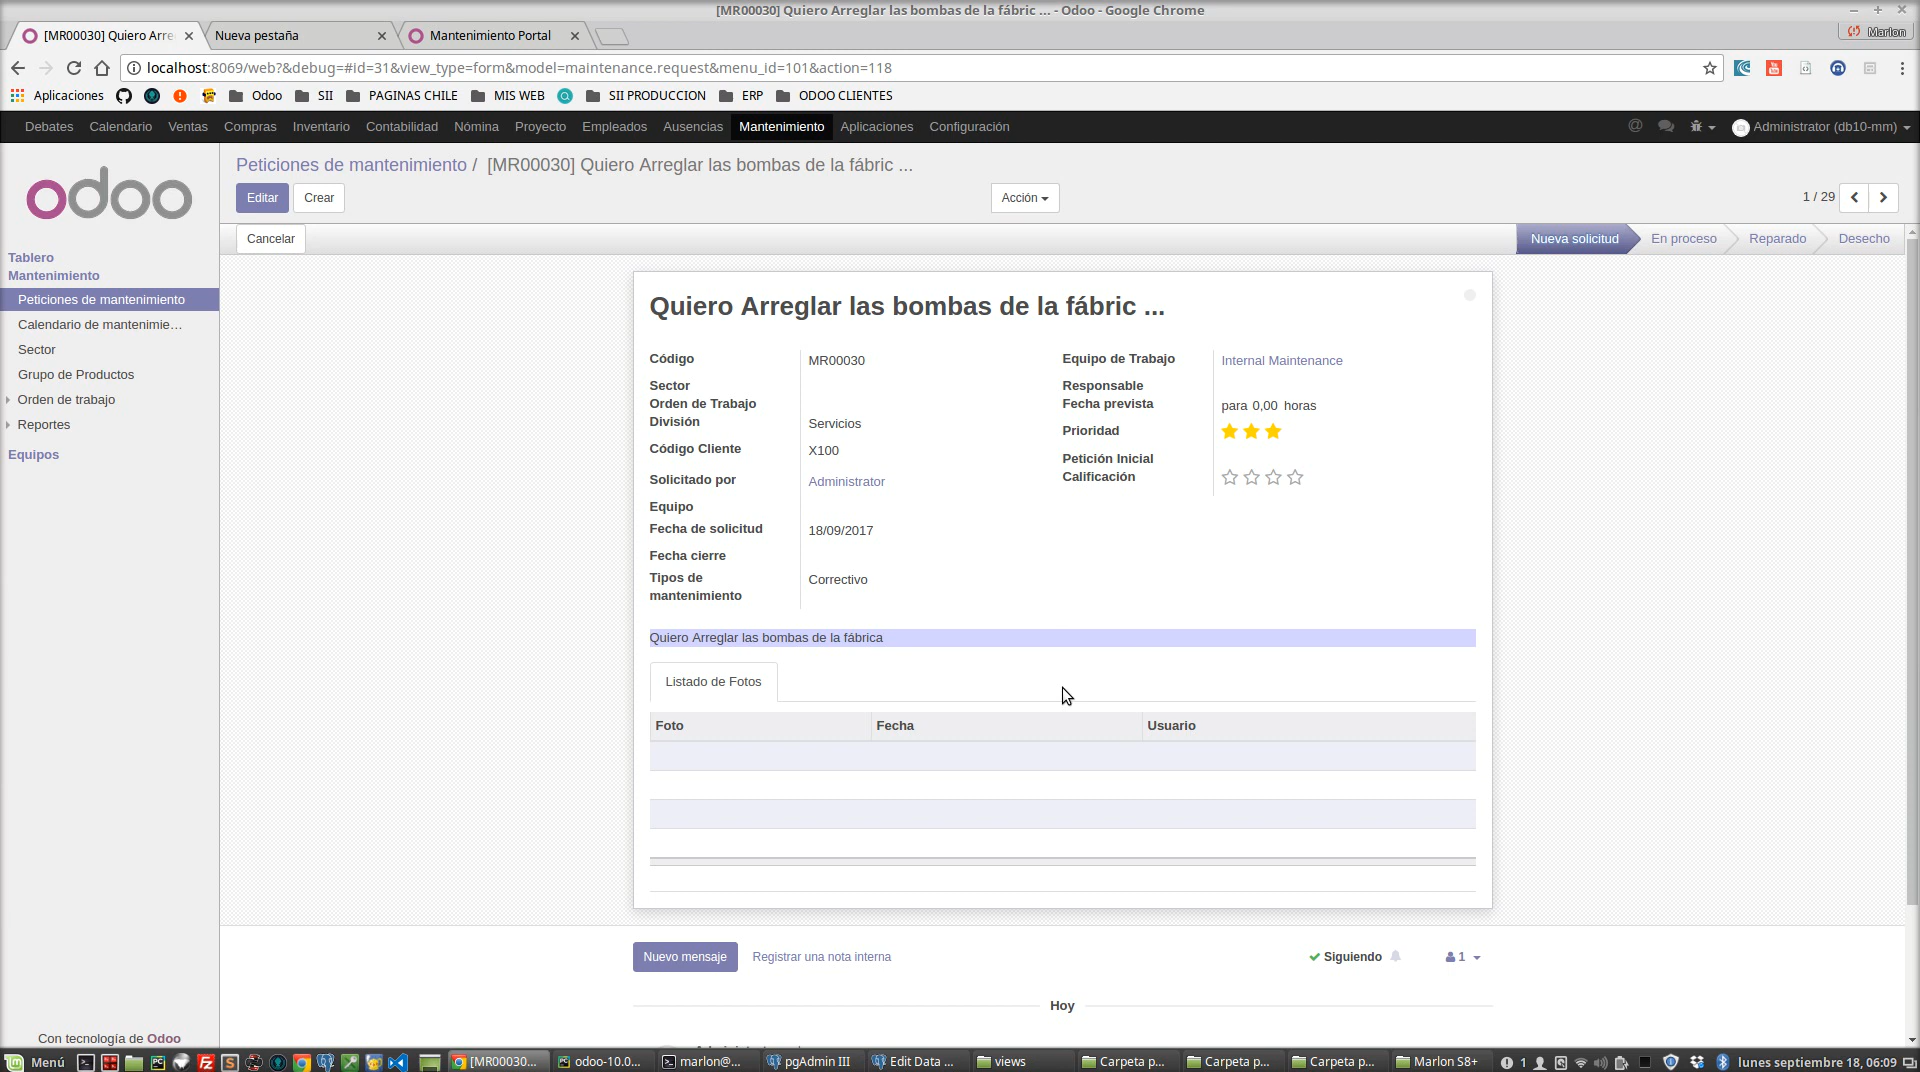 [MR00030] Quiero Arreglar las bombas de la fábric ... - Odoo - Google Chrome
[MR00030] Quiero Arre
Nueva pestaña
Mantenimiento Portal
Marlon
localhost:8069/web?&debug=#id=31&view_type=form&model=maintenance.request&menu_id=101&action=118
Aplicaciones
Odoo
SII
PAGINAS CHILE
MIS WEB
SII PRODUCCION
ERP
ODOO CLIENTES
Debates Calendario Ventas Compras Inventario Contabilidad Nómina Proyecto Empleados Ausencias Mantenimiento Aplicaciones Configuración
Administrator (db10-mm)
odoo
Peticiones de mantenimiento / [MR00030] Quiero Arreglar las bombas de la fábric ...
Editar
Crear
Acción
1 / 29
Cancelar
Nueva solicitud
En proceso
Reparado
Desecho
Tablero
Mantenimiento
Peticiones de mantenimiento
Calendario de mantenimie…
Sector
Grupo de Productos
Orden de trabajo
Reportes
Equipos
Quiero Arreglar las bombas de la fábric ...
Código MR00030
Sector
Orden de Trabajo
División Servicios
Código Cliente X100
Solicitado por Administrator
Equipo
Fecha de solicitud 18/09/2017
Fecha cierre
Tipos de
mantenimiento
Correctivo
Equipo de Trabajo Internal Maintenance
Responsable
Fecha prevista para 0,00 horas
Prioridad
Petición Inicial
Calificación
Quiero Arreglar las bombas de la fábrica
Listado de Fotos
Foto Fecha Usuario
Nuevo mensaje
Registrar una nota interna
Siguiendo
1
Hoy
Con tecnología de Odoo
Menú
[MR00030...
odoo-10.0...
marlon@...
pgAdmin III
Edit Data ...
views
Carpeta p...
Carpeta p...
Carpeta p...
Marlon S8+
1
lunes septiembre 18, 06:09